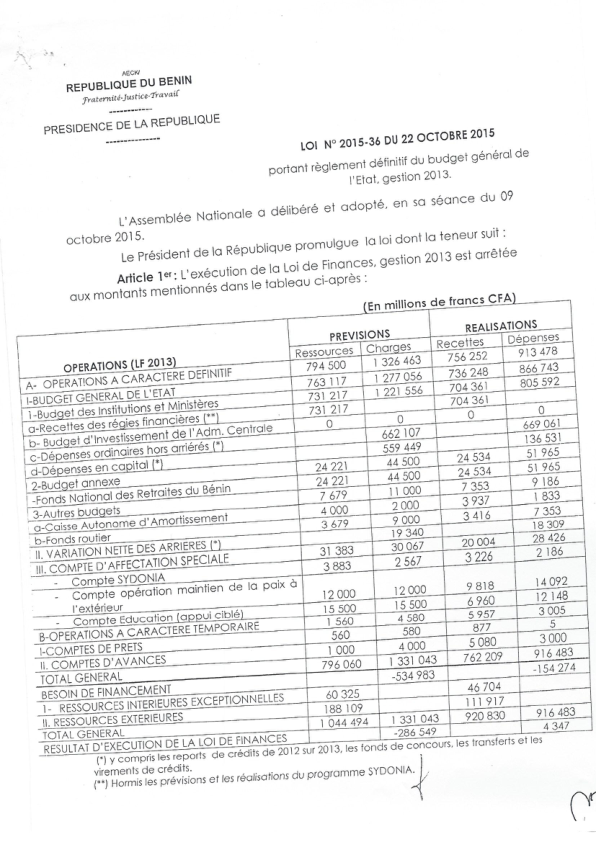 AECM
REPUBLIQUE DU BENIN
Fraternité-Justice-Travail
------------
PRESIDENCE DE LA REPUBLIQUE
---------------
LOI N° 2015-36 DU 22 OCTOBRE 2015
portant règlement définitif du budget général de
l'Etat, gestion 2013.
L'Assemblée Nationale a délibéré et adopté, en sa séance du 09
octobre 2015.
Le Président de la République promulgue la loi dont la teneur suit :
Article 1er : L'exécution de la Loi de Finances, gestion 2013 est arrêtée
aux montants mentionnés dans le tableau ci-après :
(En millions de francs CFA)
PREVISIONS REALISATIONS
OPERATIONS (LF 2013) Ressources Charges Recettes Dépenses
A- OPERATIONS A CARACTERE DEFINITIF 794 500 1 326 463 756 252 913 478
I-BUDGET GENERAL DE L'ETAT 763 117 1 277 056 736 248 866 743
1-Budget des Institutions et Ministères 731 217 1 221 556 704 361 805 592
a-Recettes des régies financières (**) 731 217 704 361
b- Budget d'Investissement de l'Adm. Centrale 0 0 0 0
c-Dépenses ordinaires hors arriérés (*) 662 107 669 061
d-Dépenses en capital (*) 559 449 136 531
2-Budget annexe 24 221 44 500 24 534 51 965
-Fonds National des Retraites du Bénin 24 221 44 500 24 534 51 965
3-Autres budgets 7 679 11 000 7 353 9 186
a-Caisse Autonome d'Amortissement 4 000 2 000 3 937 1 833
b-Fonds routier 3 679 9 000 3 416 7 353
II. VARIATION NETTE DES ARRIERES (*) 19 340 18 309
III. COMPTE D'AFFECTATION SPECIALE 31 383 30 067 20 004 28 426
- Compte SYDONIA 3 883 2 567 3 226 2 186
- Compte opération maintien de la paix à
l'extérieur 12 000 12 000 9 818 14 092
- Compte Education (appui ciblé) 15 500 15 500 6 960 12 148
B-OPERATIONS A CARACTERE TEMPORAIRE 1 560 4 580 5 957 3 005
I-COMPTES DE PRETS 560 580 877 5
II. COMPTES D'AVANCES 1 000 4 000 5 080 3 000
TOTAL GENERAL 796 060 1 331 043 762 209 916 483
BESOIN DE FINANCEMENT -534 983 -154 274
1- RESSOURCES INTERIEURES EXCEPTIONNELLES 60 325 46 704
II. RESSOURCES EXTERIEURES 188 109 111 917
TOTAL GENERAL 1 044 494 1 331 043 920 830 916 483
RESULTAT D'EXECUTION DE LA LOI DE FINANCES -286 549 4 347
(*) y compris les reports de crédits de 2012 sur 2013, les fonds de concours, les transferts et les
virements de crédits.
(**) Hormis les prévisions et les réalisations du programme SYDONIA.